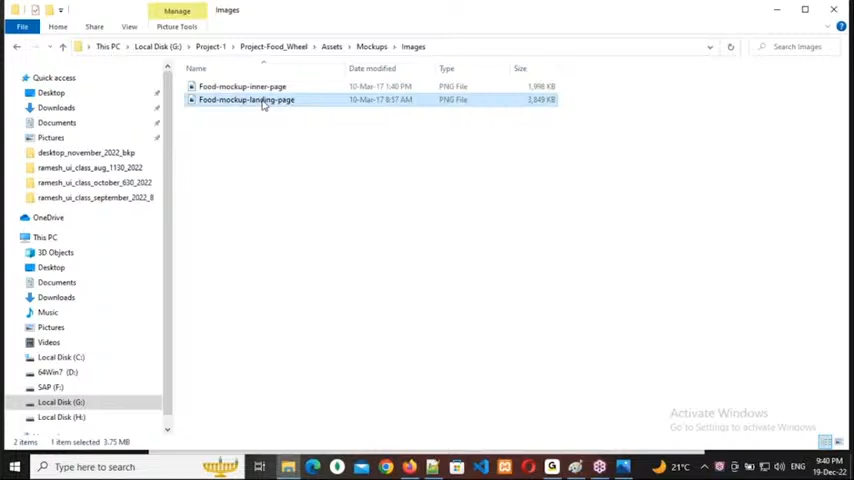 Manage
Images
File
Home
Share
View
Picture Tools
This PC
Local Disk (G:)
Project-1
Project-Food_Wheel
Assets
Mockups
Images
Search Images
Name
Date modified
Type
Size
Food-mockup-inner-page
10-Mar-17 1:40 PM
PNG File
1,998 KB
Food-mockup-landing-page
10-Mar-17 8:57 AM
PNG File
3,849 KB
Quick access
Desktop
Downloads
Documents
Pictures
desktop_november_2022_bkp
ramesh_ui_class_aug_1130_2022
ramesh_ui_class_october_630_2022
ramesh_ui_class_september_2022_8
OneDrive
This PC
3D Objects
Desktop
Documents
Downloads
Music
Pictures
Videos
Local Disk (C:)
64Win7 (D:)
SAP (F:)
Local Disk (G:)
Local Disk (H:)
Activate Windows
Go to Settings to activate Windows.
2 items
1 item selected 3.75 MB
Type here to search
21°C
ENG
9:40 PM
19-Dec-22